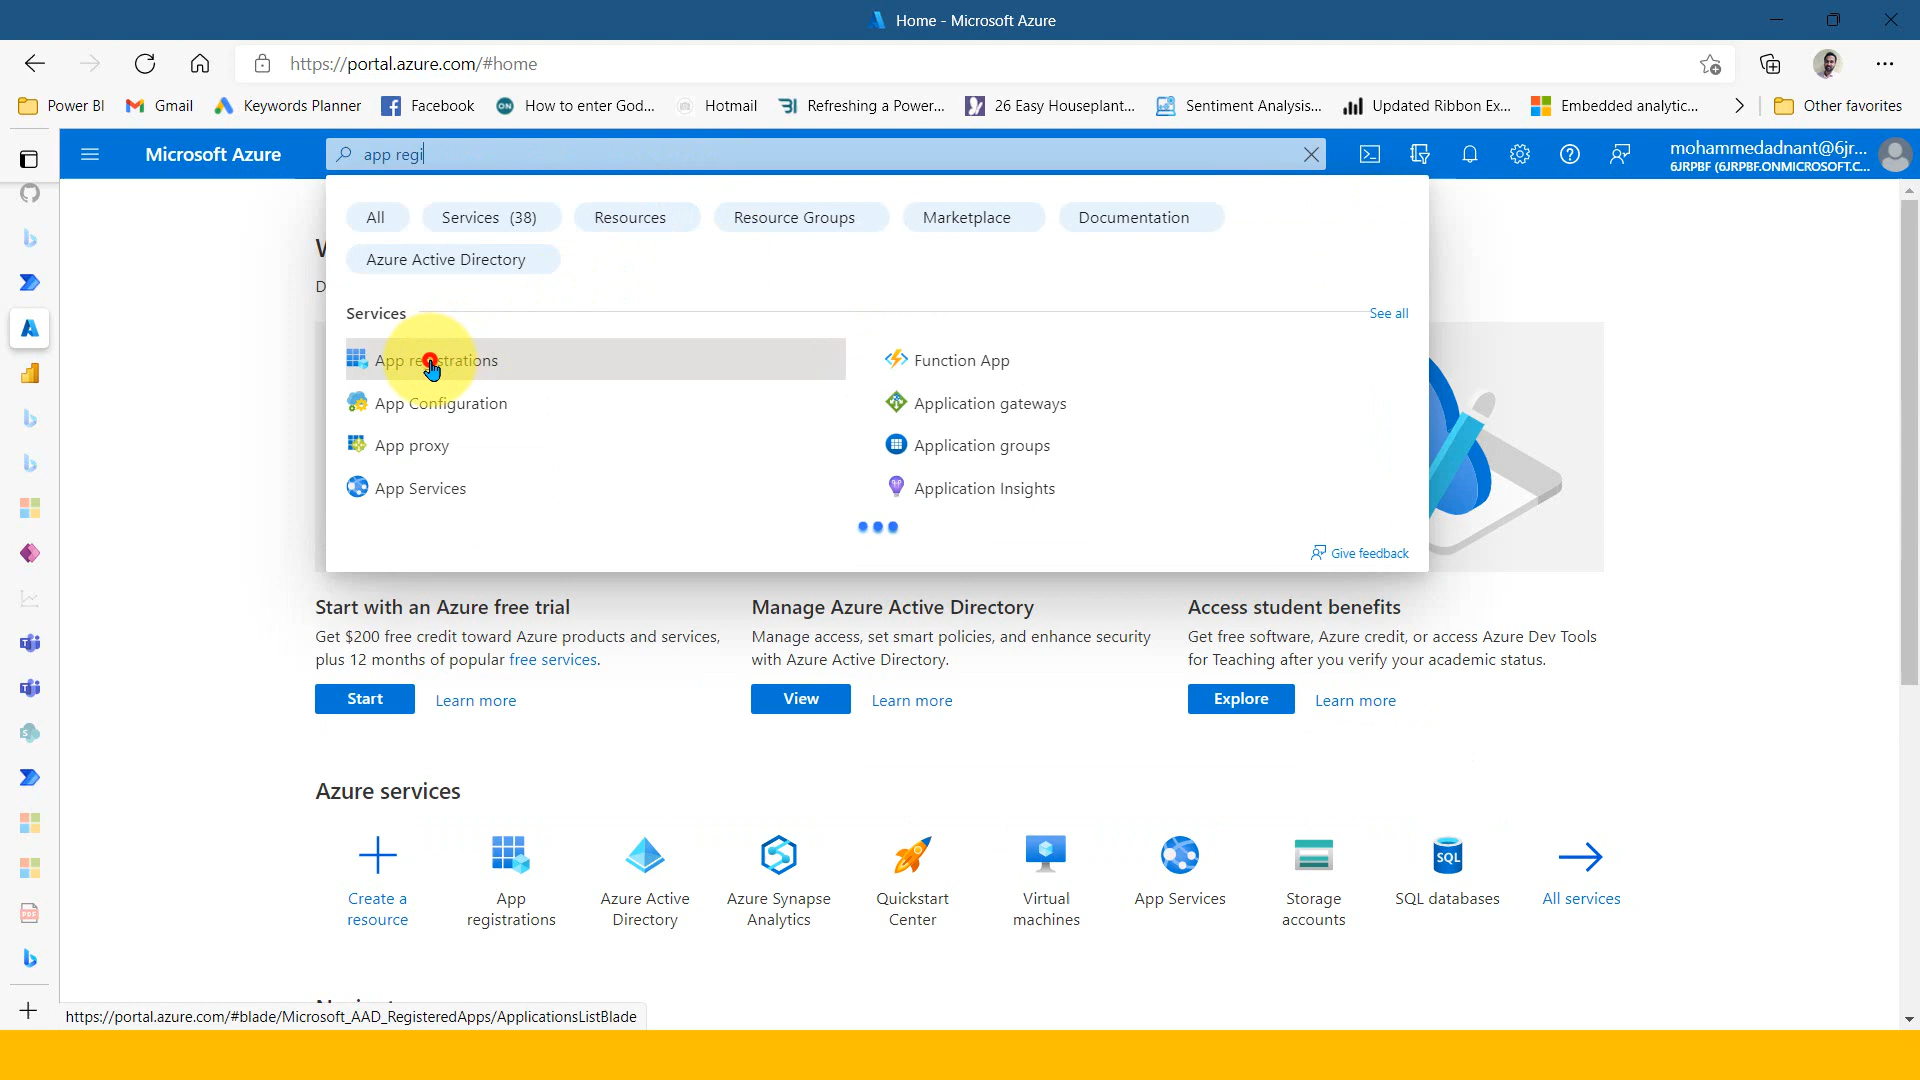 Home - Microsoft Azure
https://portal.azure.com/#home
Power BI
Gmail
Keywords Planner
Facebook
How to enter God...
Hotmail
Refreshing a Power...
26 Easy Houseplant...
Sentiment Analysis...
Updated Ribbon Ex...
Embedded analytic...
Other favorites
Microsoft Azure
app regi
mohammedadnant@6jr...
6JRPBF (6JRPBF.ONMICROSOFT.C...
All
Services (38)
Resources
Resource Groups
Marketplace
Documentation
Azure Active Directory
Services
See all
App registrations
Function App
App Configuration
Application gateways
App proxy
Application groups
App Services
Application Insights
Give feedback
Start with an Azure free trial
Get $200 free credit toward Azure products and services,
plus 12 months of popular free services.
Start
Learn more
Manage Azure Active Directory
Manage access, set smart policies, and enhance security
with Azure Active Directory.
View
Learn more
Access student benefits
Get free software, Azure credit, or access Azure Dev Tools
for Teaching after you verify your academic status.
Explore
Learn more
Azure services
Create a
resource
App
registrations
Azure Active
Directory
Azure Synapse
Analytics
Quickstart
Center
Virtual
machines
App Services
Storage
accounts
SQL
SQL databases
All services
https://portal.azure.com/#blade/Microsoft_AAD_RegisteredApps/ApplicationsListBlade